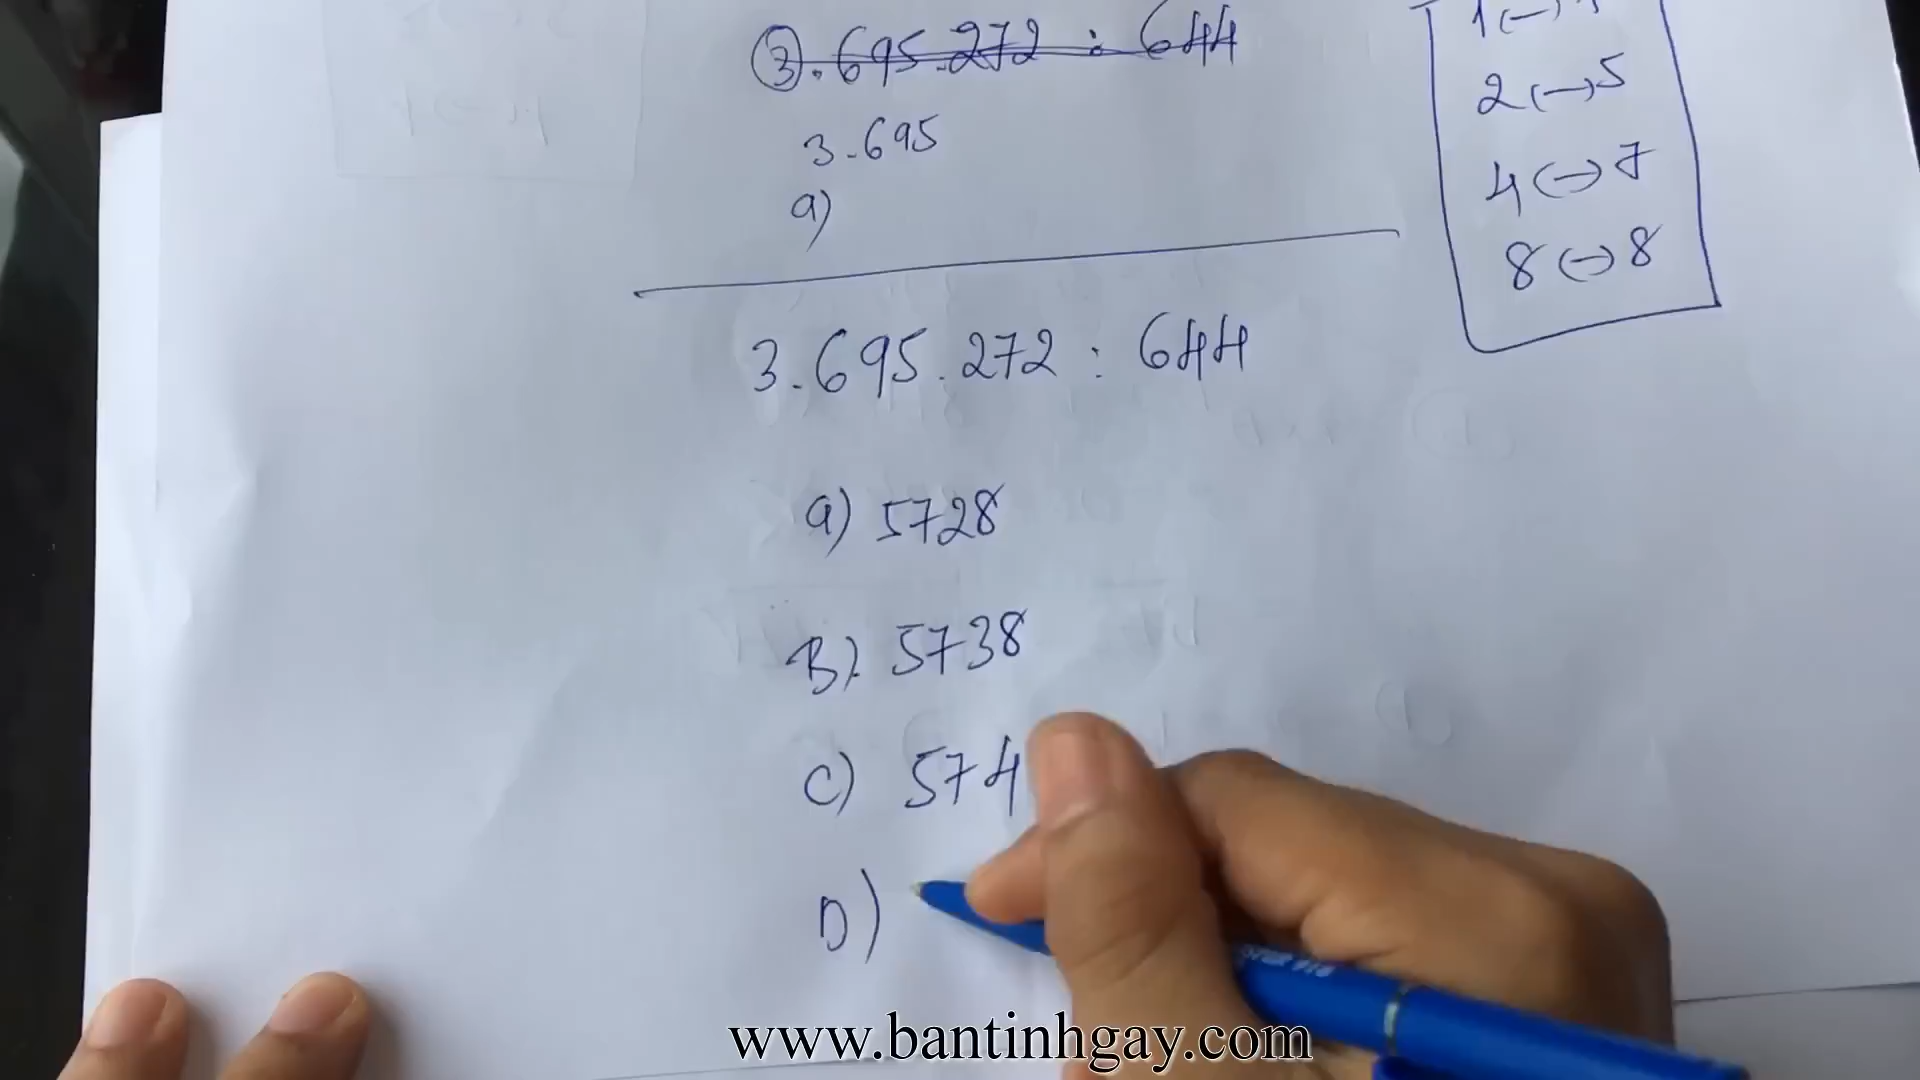 3.695.272 : 644
3.695
a)
1 ↔
2 ↔ 5
4 ↔ 7
8 ↔ 8
3.695.272 : 644
a) 5728
B). 5738
C) 574
D)
www.bantinhgay.com